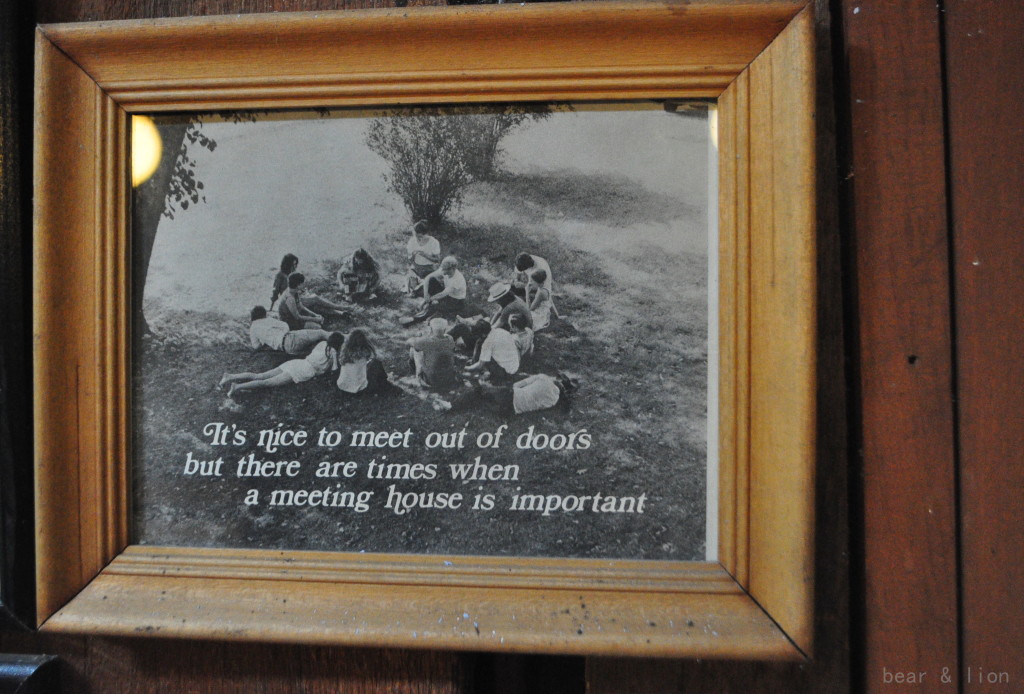 It's nice to meet out of doors
but there are times when
a meeting house is important
bear & lion